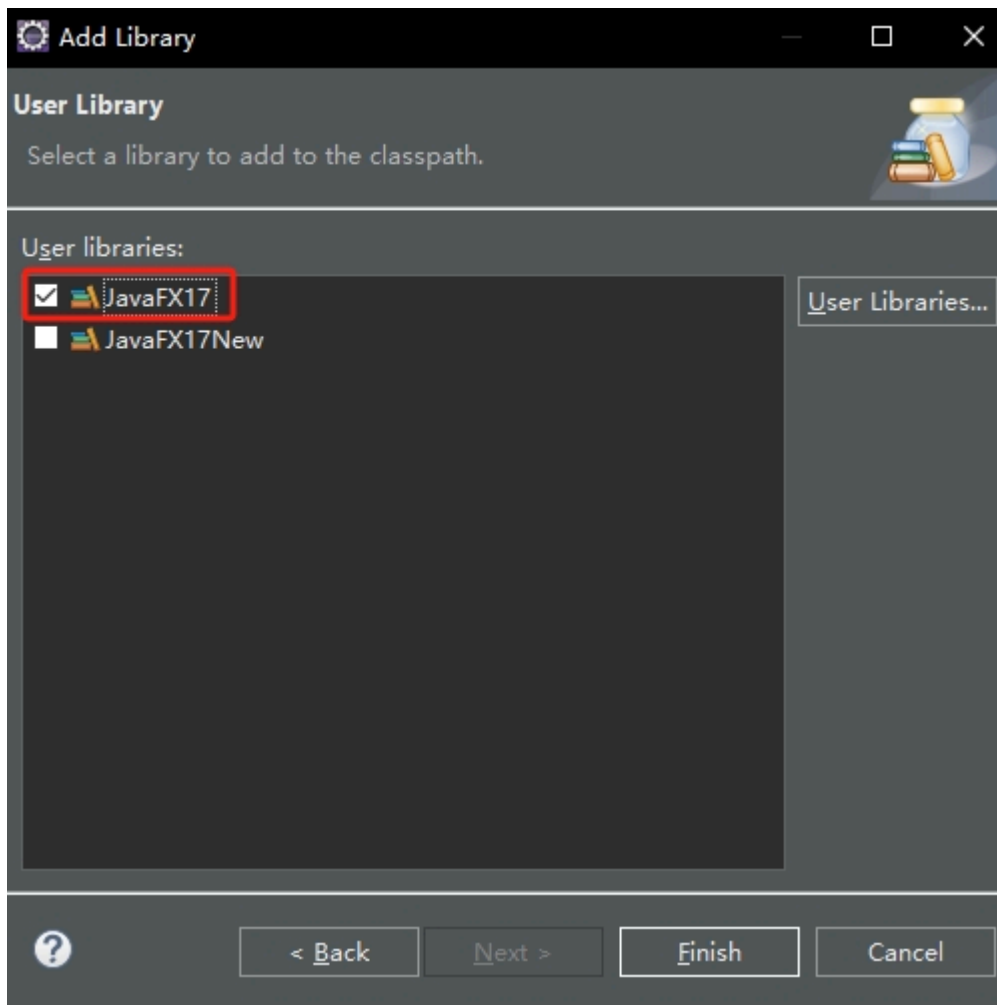 Add Library
User Library
Select a library to add to the classpath.
User libraries:
JavaFX17
User Libraries...
JavaFX17New
?
< Back
Next >
Finish
Cancel